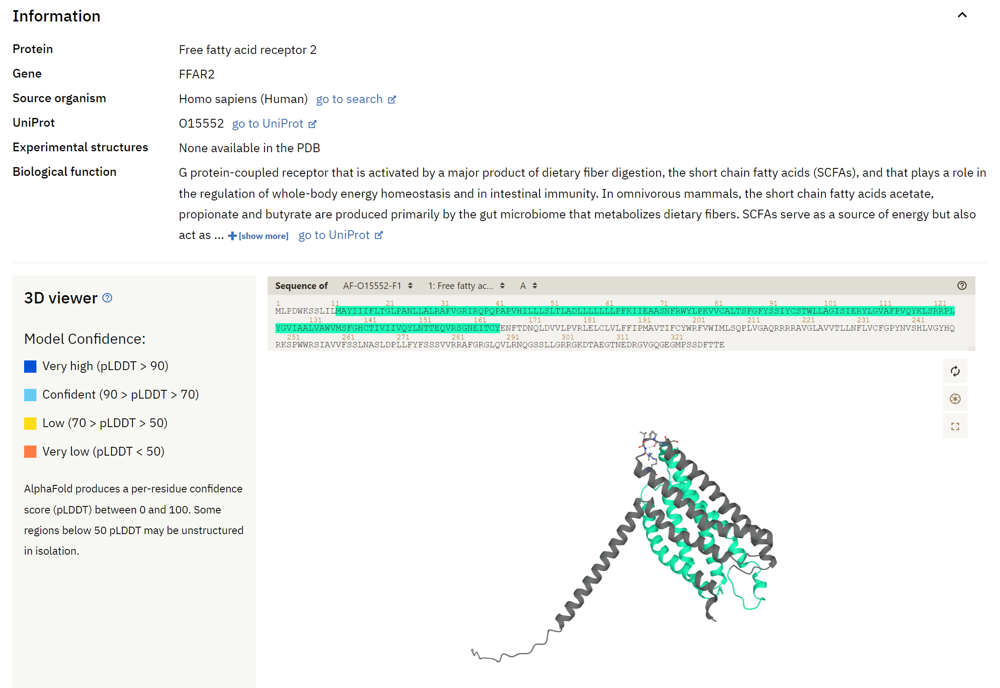 Information
Protein Free fatty acid receptor 2
Gene FFAR2
Source organism Homo sapiens (Human) go to search
UniProt O15552 go to UniProt
Experimental structures None available in the PDB
Biological function G protein-coupled receptor that is activated by a major product of dietary fiber digestion, the short chain fatty acids (SCFAs), and that plays a role in
the regulation of whole-body energy homeostasis and in intestinal immunity. In omnivorous mammals, the short chain fatty acids acetate,
propionate and butyrate are produced primarily by the gut microbiome that metabolizes dietary fibers. SCFAs serve as a source of energy but also
act as ... [show more] go to UniProt
3D viewer
Model Confidence:
Very high (pLDDT > 90)
Confident (90 > pLDDT > 70)
Low (70 > pLDDT > 50)
Very low (pLDDT < 50)
AlphaFold produces a per-residue confidence
score (pLDDT) between 0 and 100. Some
regions below 50 pLDDT may be unstructured
in isolation.
Sequence of AF-O15552-F1 1: Free fatty ac... A
1 11 21 31 41 51 61 71 81 91 101 111 121
MLPDWKSSLILMAYIIIFLTGLPANLLALRAFVGRIRQPQPAPVHILLLSLTLADLLLLLLLPFKIIEAASNFRWYLPKVVCALTSFGFYSSIYCSTWLLAGISIERYLGVAFPVQYKLSRRPL
131 141 151 161 171 181 191 201 211 221 231 241
YGVIAALVAWVMSFGHCTIVIIVQYLNTTEQVRSGNEITCYENFTDNQLDVVLPVRLELCLVLFFIPMAVTIFCYWRFVWIMLSQPLVGAQRRRRAVGLAVVTLLNFLVCFGPYNVSHLVGYHQ
251 261 271 281 291 301 311 321
RKSPWWRSIAVVFSSLNASLDPLLFYFSSSVVRRAFGRGLQVLRNQGSSLLGRRGKDTAEGTNEDRGVGQGEGMPSSDFTTE